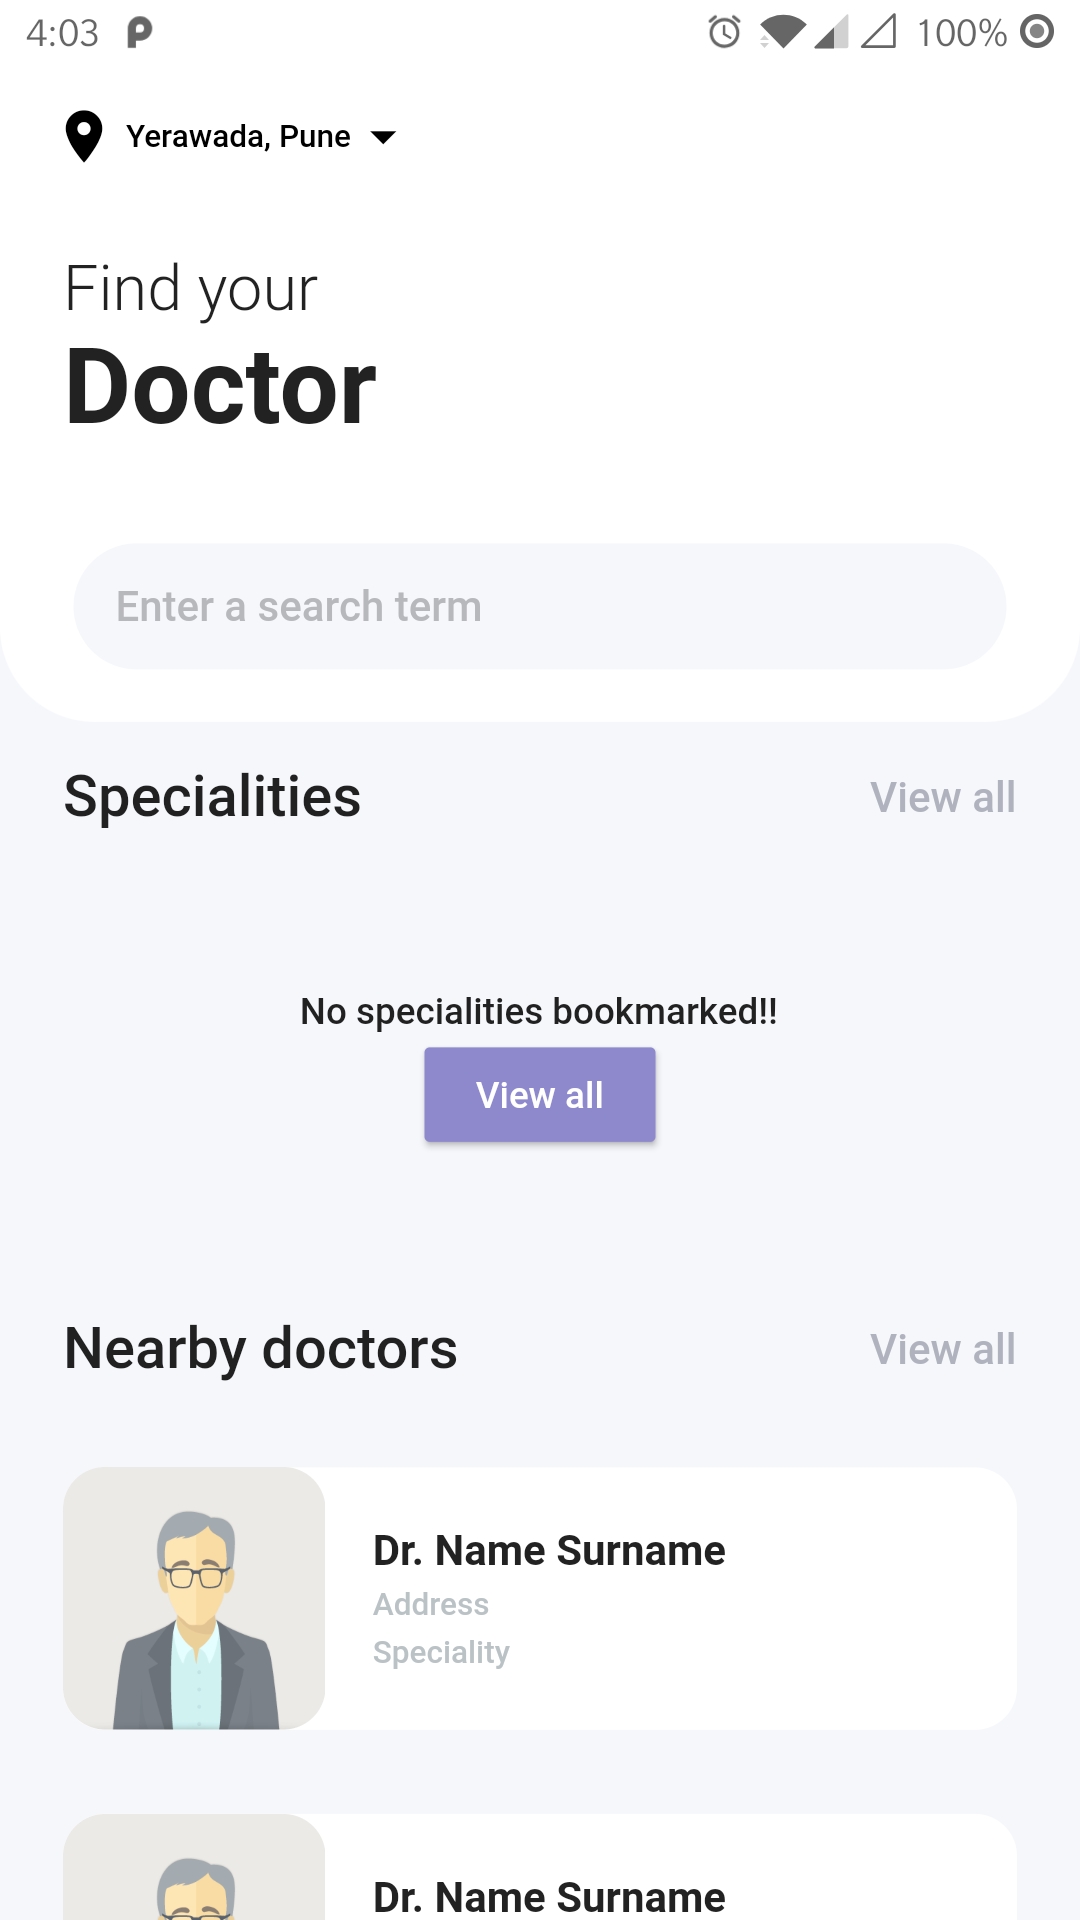 4:03
100%
Yerawada, Pune
Find your
Doctor
Enter a search term
Specialities View all
No specialities bookmarked!!
View all
Nearby doctors View all
Dr. Name Surname
Address
Speciality
Dr. Name Surname